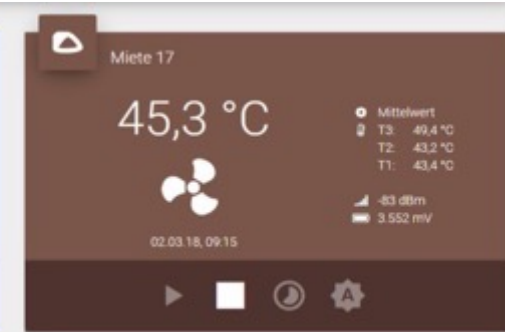 Miete 17
45,3 °C
02.03.18, 09:15
Mittelwert
T3: 49,4 °C
T2: 43,2 °C
T1: 43,4 °C
-83 dBm
3.552 mV
A